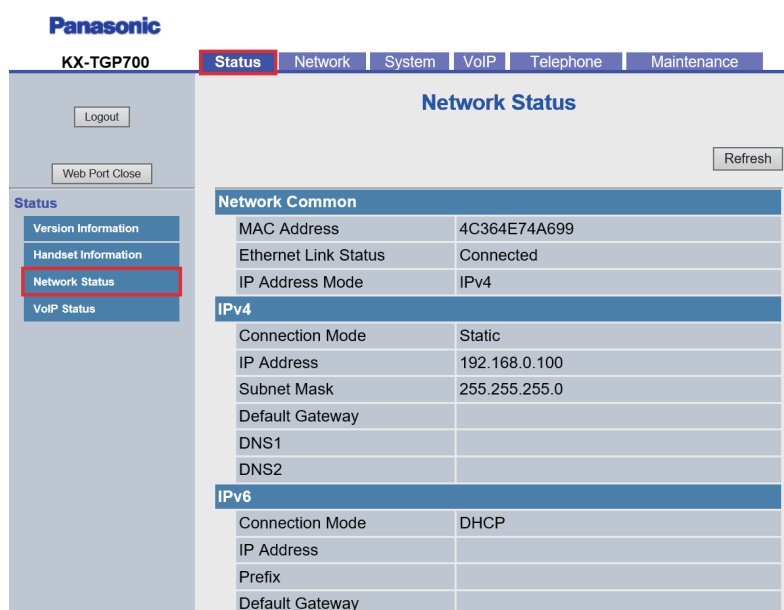 Panasonic
KX-TGP700
Status Network System VoIP Telephone Maintenance
Logout
Web Port Close
Status
Version Information
Handset Information
Network Status
VoIP Status
Network Status
Refresh
Network Common
MAC Address 4C364E74A699
Ethernet Link Status Connected
IP Address Mode IPv4
IPv4
Connection Mode Static
IP Address 192.168.0.100
Subnet Mask 255.255.255.0
Default Gateway
DNS1
DNS2
IPv6
Connection Mode DHCP
IP Address
Prefix
Default Gateway